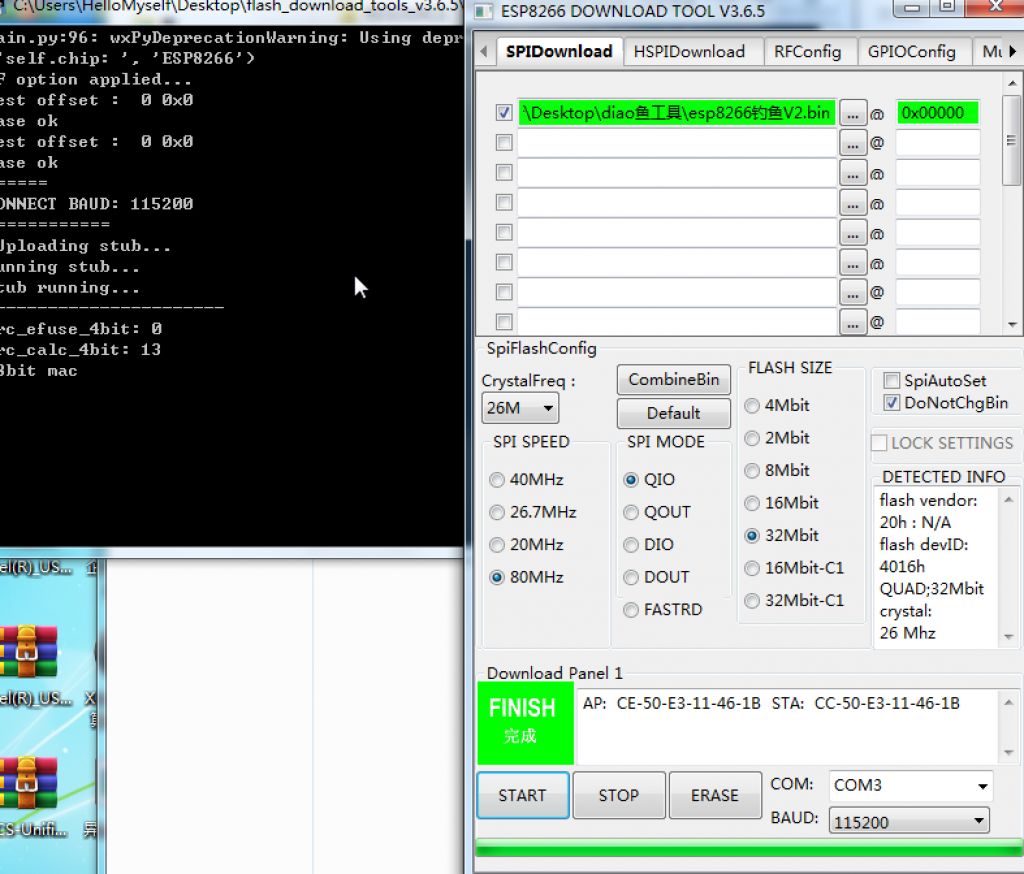 C:\Users\HelloMyself\Desktop\flash_download_tools_v3.6.5\
ain.py:96: wxPyDeprecationWarning: Using depr
'self.chip: ', 'ESP8266')
F option applied...
est offset :  0 0x0
ase ok
est offset :  0 0x0
ase ok
=====
ONNECT BAUD: 115200
===========
Uploading stub...
unning stub...
tub running...
----------------------
rc_efuse_4bit: 0
rc_calc_4bit: 13
8bit mac
el(R)_US...
el(R)_US...
X
CS-Unifi...
异
ESP8266 DOWNLOAD TOOL V3.6.5
SPIDownload HSPIDownload RFConfig GPIOConfig Mu
\Desktop\diao鱼工具\esp8266钓鱼V2.bin ... @ 0x00000
... @
... @
... @
... @
... @
... @
... @
SpiFlashConfig
CrystalFreq :
26M
CombineBin
Default
SPI SPEED
40MHz
26.7MHz
20MHz
80MHz
SPI MODE
QIO
QOUT
DIO
DOUT
FASTRD
FLASH SIZE
4Mbit
2Mbit
8Mbit
16Mbit
32Mbit
16Mbit-C1
32Mbit-C1
SpiAutoSet
DoNotChgBin
LOCK SETTINGS
DETECTED INFO
flash vendor:
20h : N/A
flash devID:
4016h
QUAD;32Mbit
crystal:
26 Mhz
Download Panel 1
FINISH
完成
AP: CE-50-E3-11-46-1B STA: CC-50-E3-11-46-1B
START STOP ERASE
COM: COM3
BAUD: 115200